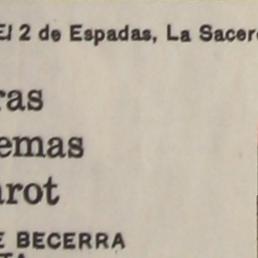 El 2 de Espadas, La Sacer
ras
emas
arot
E BECERRA